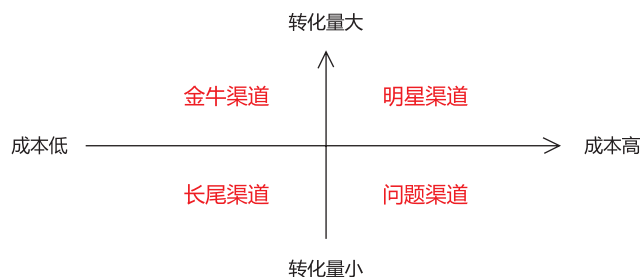 转化量大
金牛渠道
明星渠道
成本低
成本高
长尾渠道
问题渠道
转化量小